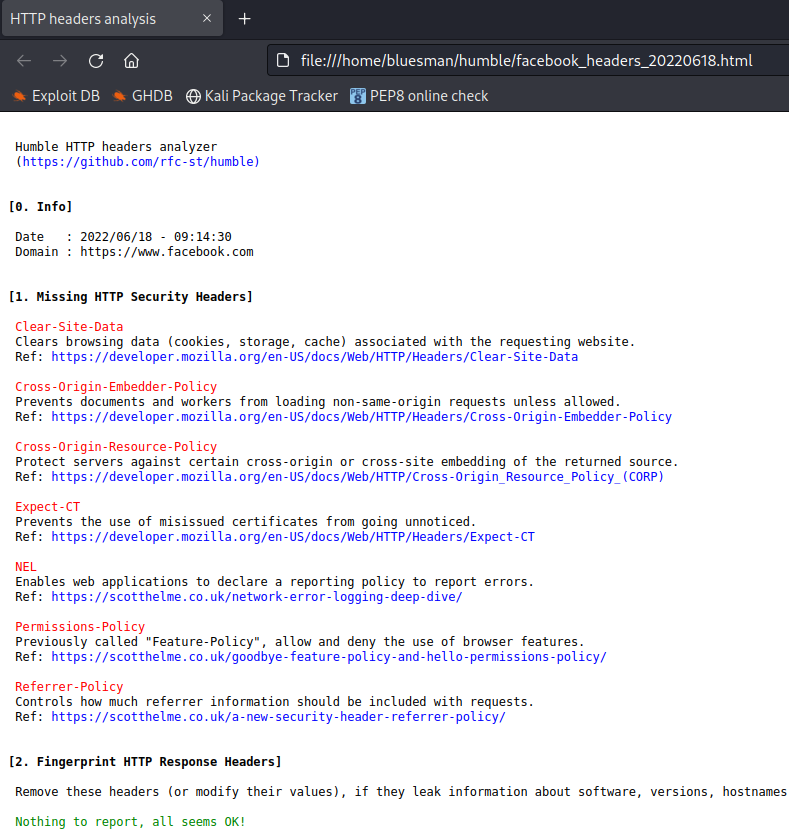 HTTP headers analysis
file:///home/bluesman/humble/facebook_headers_20220618.html
Exploit DB GHDB Kali Package Tracker PEP8 online check
Humble HTTP headers analyzer
(https://github.com/rfc-st/humble)
[0. Info]
Date   : 2022/06/18 - 09:14:30
Domain : https://www.facebook.com
[1. Missing HTTP Security Headers]
Clear-Site-Data
Clears browsing data (cookies, storage, cache) associated with the requesting website.
Ref: https://developer.mozilla.org/en-US/docs/Web/HTTP/Headers/Clear-Site-Data
Cross-Origin-Embedder-Policy
Prevents documents and workers from loading non-same-origin requests unless allowed.
Ref: https://developer.mozilla.org/en-US/docs/Web/HTTP/Headers/Cross-Origin-Embedder-Policy
Cross-Origin-Resource-Policy
Protect servers against certain cross-origin or cross-site embedding of the returned source.
Ref: https://developer.mozilla.org/en-US/docs/Web/HTTP/Cross-Origin_Resource_Policy_(CORP)
Expect-CT
Prevents the use of misissued certificates from going unnoticed.
Ref: https://developer.mozilla.org/en-US/docs/Web/HTTP/Headers/Expect-CT
NEL
Enables web applications to declare a reporting policy to report errors.
Ref: https://scotthelme.co.uk/network-error-logging-deep-dive/
Permissions-Policy
Previously called "Feature-Policy", allow and deny the use of browser features.
Ref: https://scotthelme.co.uk/goodbye-feature-policy-and-hello-permissions-policy/
Referrer-Policy
Controls how much referrer information should be included with requests.
Ref: https://scotthelme.co.uk/a-new-security-header-referrer-policy/
[2. Fingerprint HTTP Response Headers]
Remove these headers (or modify their values), if they leak information about software, versions, hostnames
Nothing to report, all seems OK!